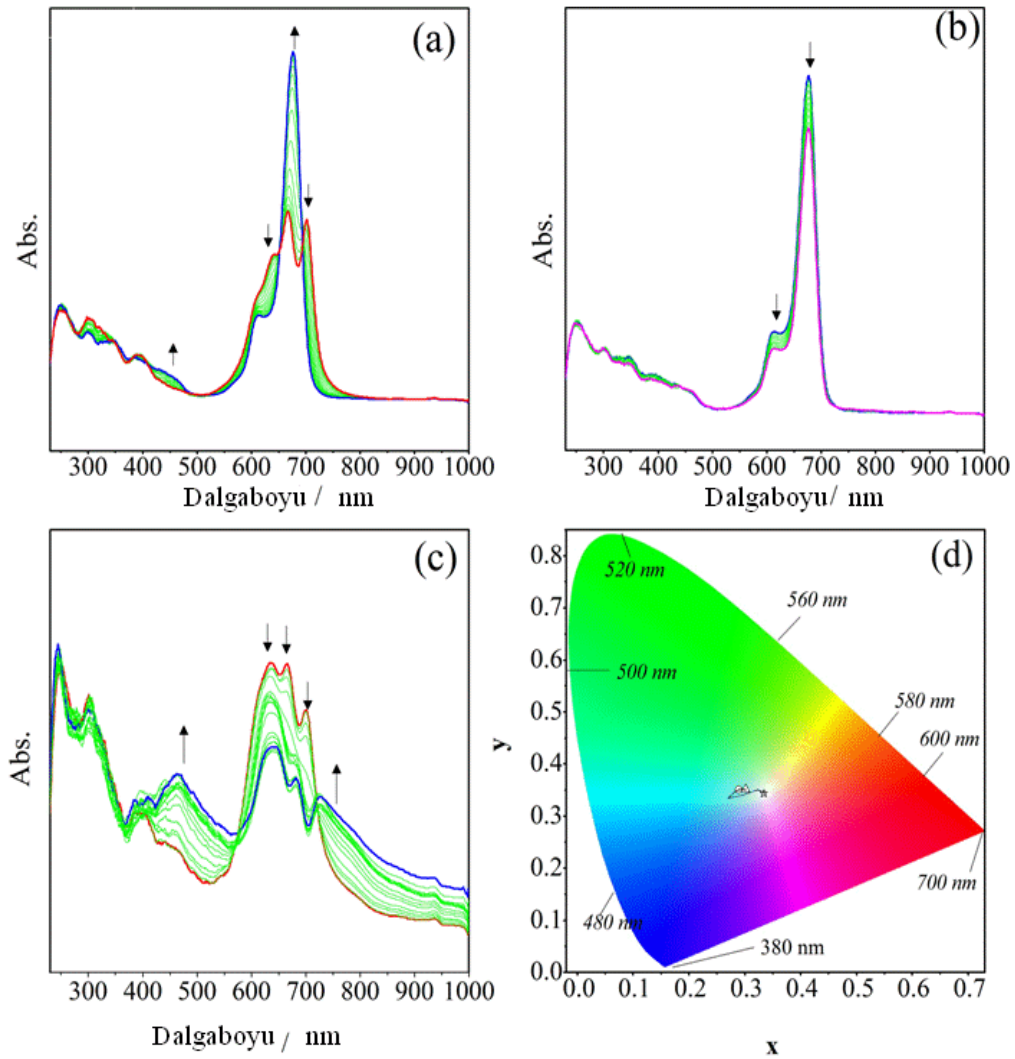 (a)
Abs.
300 400 500 600 700 800 900 1000
Dalgaboyu / nm
(b)
Abs.
300 400 500 600 700 800 900 1000
Dalgaboyu / nm
(c)
Abs.
300 400 500 600 700 800 900 1000
Dalgaboyu / nm
(d)
y
0.8
0.7
0.6
0.5
0.4
0.3
0.2
0.1
0.0
520 nm
560 nm
500 nm
580 nm
600 nm
700 nm
480 nm
380 nm
0.0 0.1 0.2 0.3 0.4 0.5 0.6 0.7
x